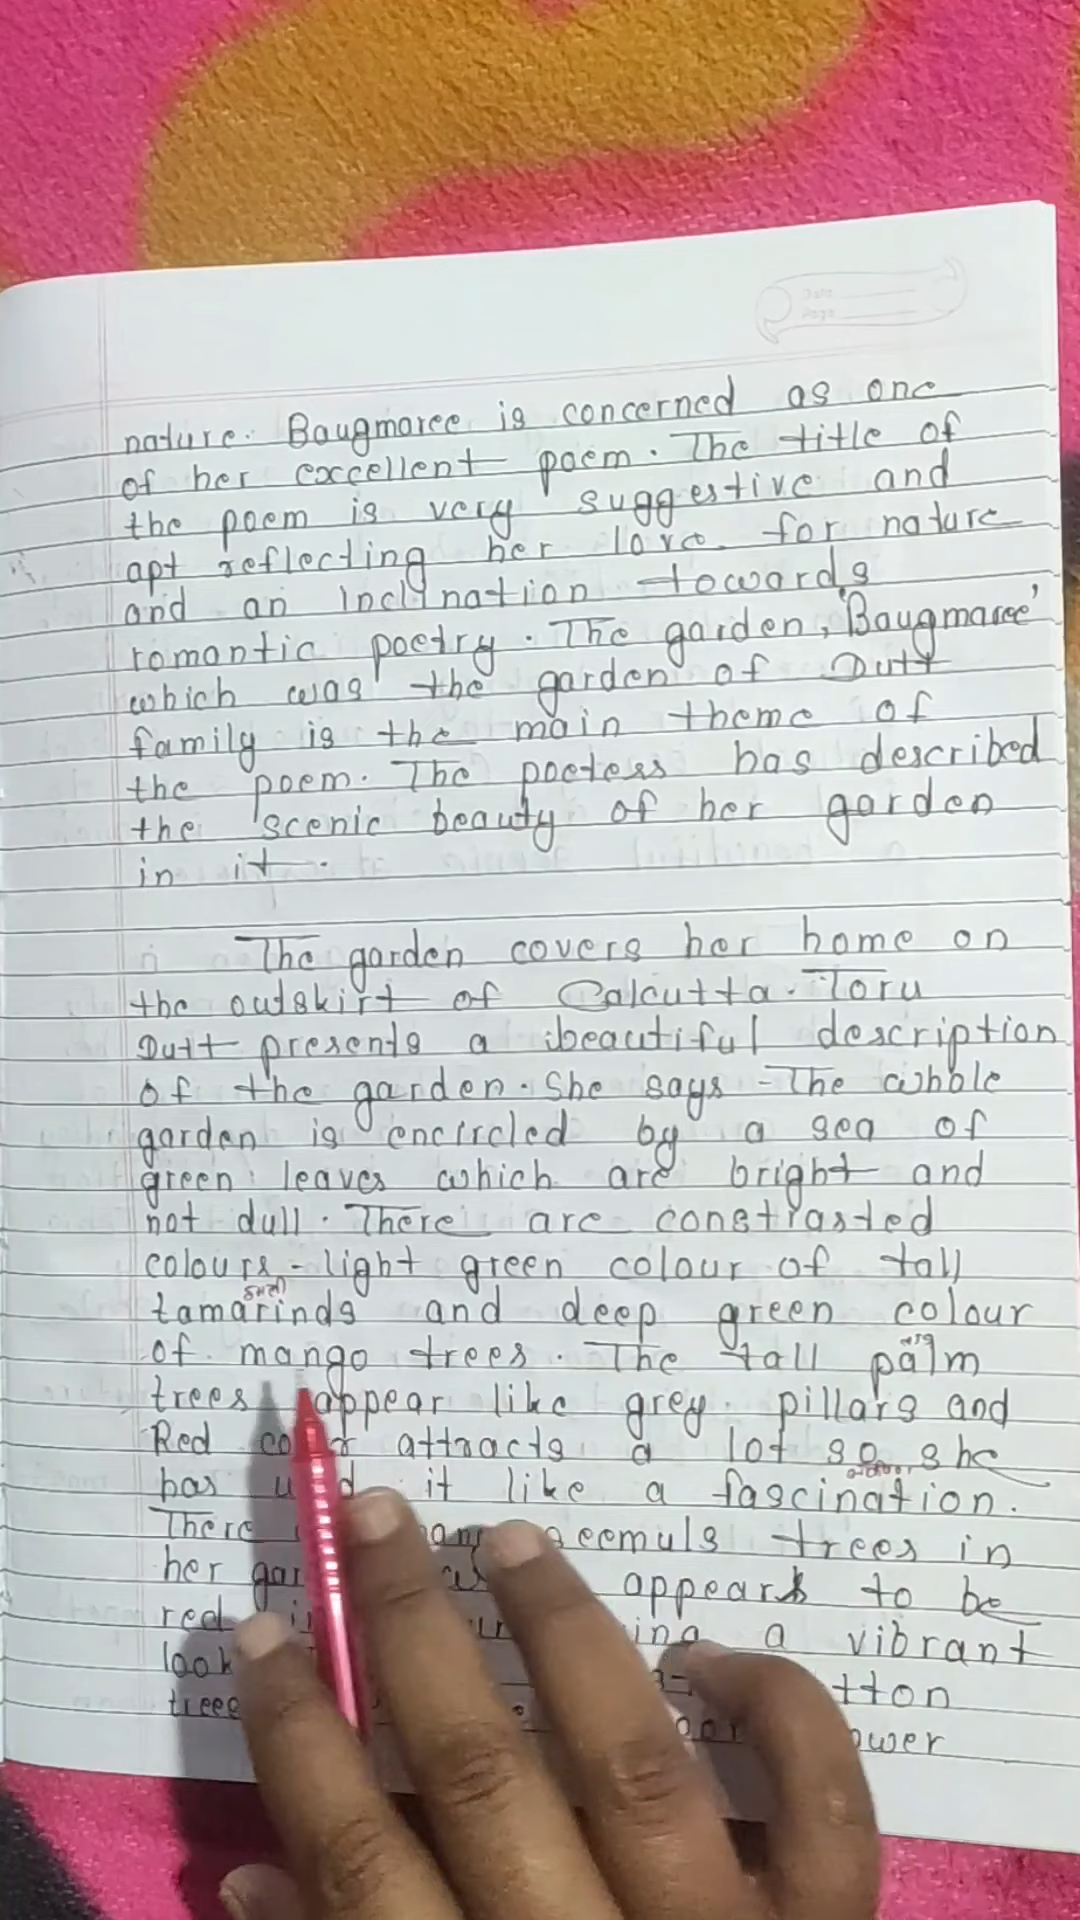 Date
Page
nature. Baugmaree is concerned as one
of her excellent poem. The title of
the poem is very suggestive and
apt reflecting her love for nature
and an inclination towards
romantic poetry. The garden, 'Baugmaree'
which was the garden of Dutt
family is the main theme of
the poem. The poetess has described
the scenic beauty of her garden
in it.
The garden covers her home on
the outskirt of Calcutta. Toru
Dutt presents a beautiful description
of the garden. She says - The whole
garden is encircled by a sea of
green leaves which are bright and
not dull. There are constrasted
colours - light green colour of tall
इमली
tamarinds and deep green colour
of mango trees. The tall palm
trees appear like grey pillars and
Red attracts a lot so she
has it like a fascination.
There seemuls trees in
her appears to be
red a vibrant
look
trees